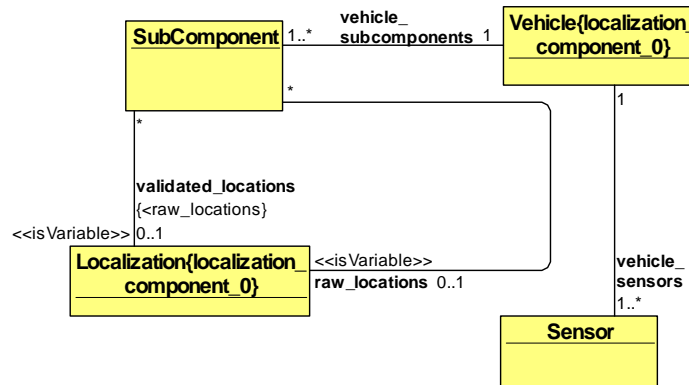 SubComponent
1..*
vehicle_
subcomponents
1
Vehicle{localization_
component_0}
*
*
1
validated_locations
{<raw_locations}
<<isVariable>>
0..1
Localization{localization_
component_0}
<<isVariable>>
raw_locations 0..1
vehicle_
sensors
1..*
Sensor